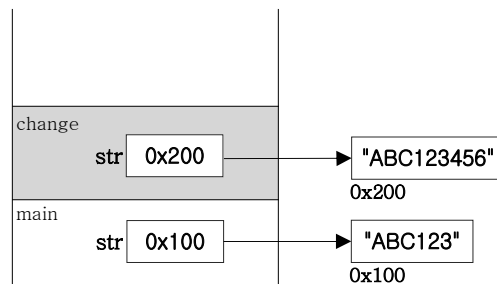 change
str 0x200 "ABC123456"
0x200
main
str 0x100 "ABC123"
0x100